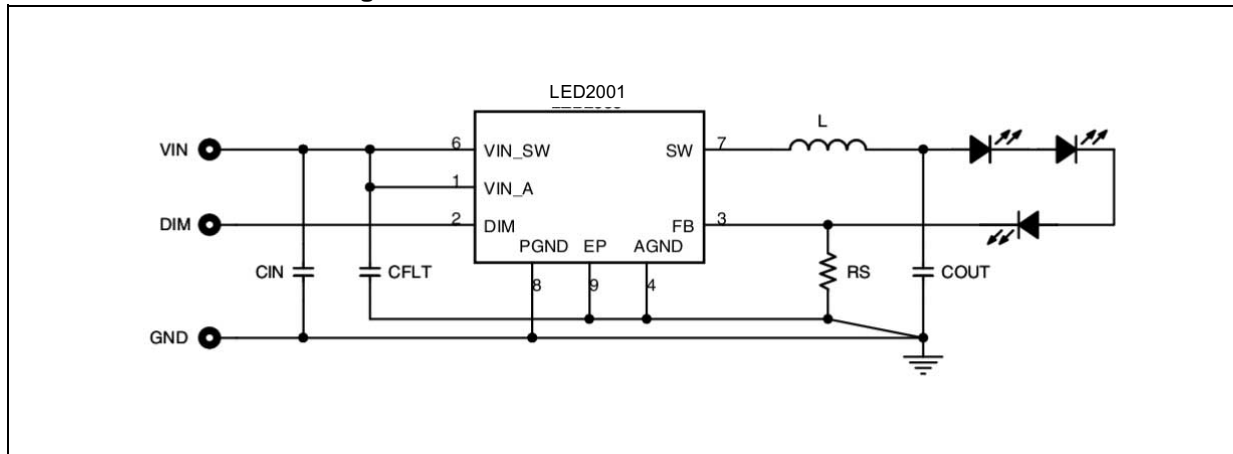 LED2001
L
VIN
6
VIN_SW
SW
7
1
VIN_A
DIM
2
DIM
FB
3
PGND EP AGND
CIN
CFLT
8
9
4
RS
COUT
GND